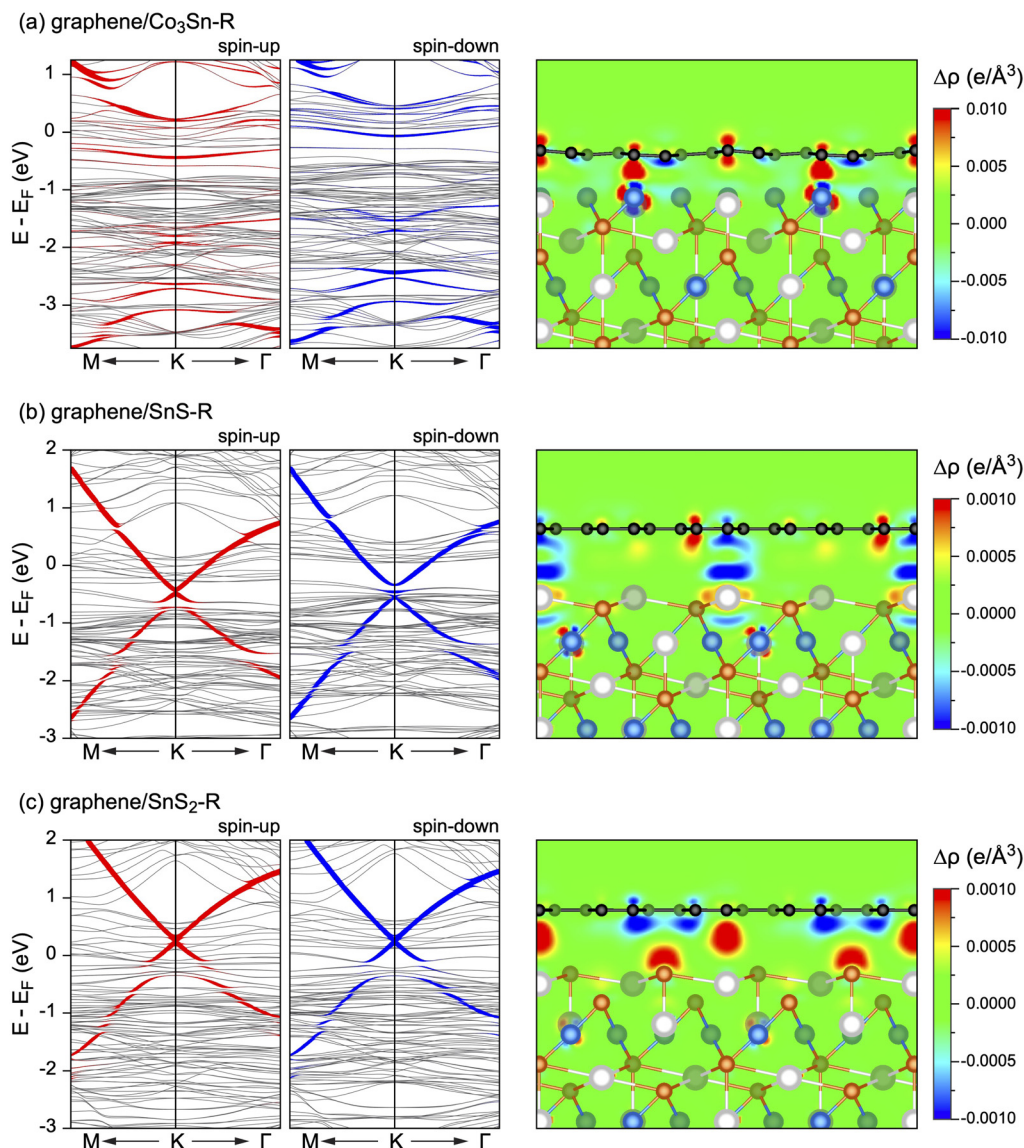 (a) graphene/Co₃Sn-R
spin-up
spin-down
Δρ (e/Å³)
E - E_F (eV)
1
0
-1
-2
-3
M
K
Γ
M
K
Γ
0.010
0.005
0.000
-0.005
-0.010
(b) graphene/SnS-R
spin-up
spin-down
Δρ (e/Å³)
E - E_F (eV)
2
1
0
-1
-2
-3
M
K
Γ
M
K
Γ
0.0010
0.0005
0.0000
-0.0005
-0.0010
(c) graphene/SnS₂-R
spin-up
spin-down
Δρ (e/Å³)
E - E_F (eV)
2
1
0
-1
-2
-3
M
K
Γ
M
K
Γ
0.0010
0.0005
0.0000
-0.0005
-0.0010